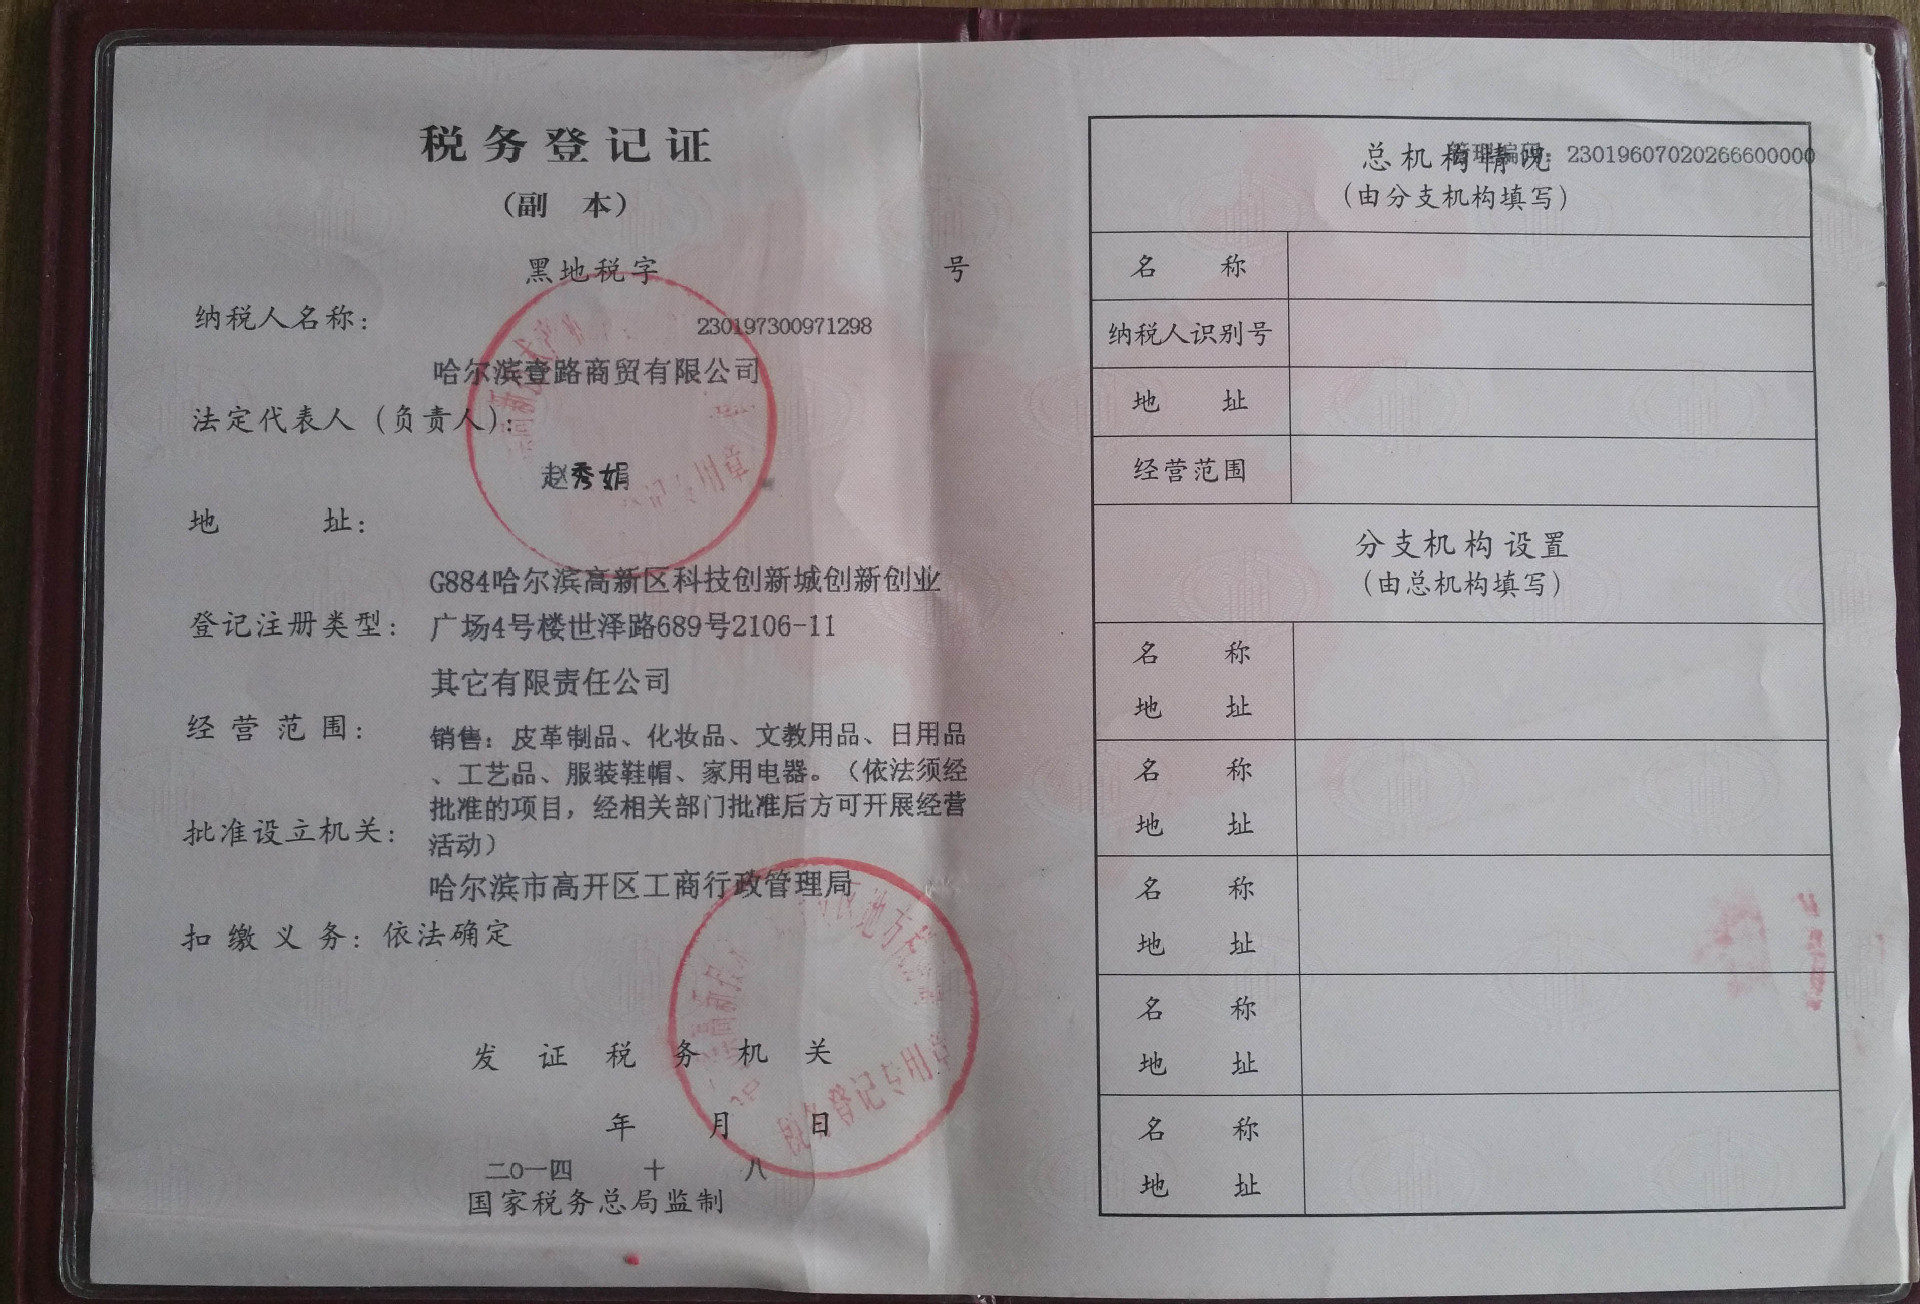 税务登记证
（副 本）
黑地税字 号
纳税人名称：
230197300971298
哈尔滨壹路商贸有限公司
法定代表人（负责人）：
赵秀娟
地 址：
G884哈尔滨高新区科技创新城创新创业
登记注册类型：
广场4号楼世泽路689号2106-11
其它有限责任公司
经营范围：
销售：皮革制品、化妆品、文教用品、日用品
、工艺品、服装鞋帽、家用电器。（依法须经
批准的项目，经相关部门批准后方可开展经营
批准设立机关：
活动）
哈尔滨市高开区工商行政管理局
扣缴义务：依法确定
发证税务机关
年 月 日
二〇一四 十 八
国家税务总局监制
税务登记专用章
总机构情况
管理编码：23019607020266600000
（由分支机构填写）
名 称
纳税人识别号
地 址
经营范围
分支机构设置
（由总机构填写）
名 称
地 址
名 称
地 址
名 称
地 址
名 称
地 址
名 称
地 址